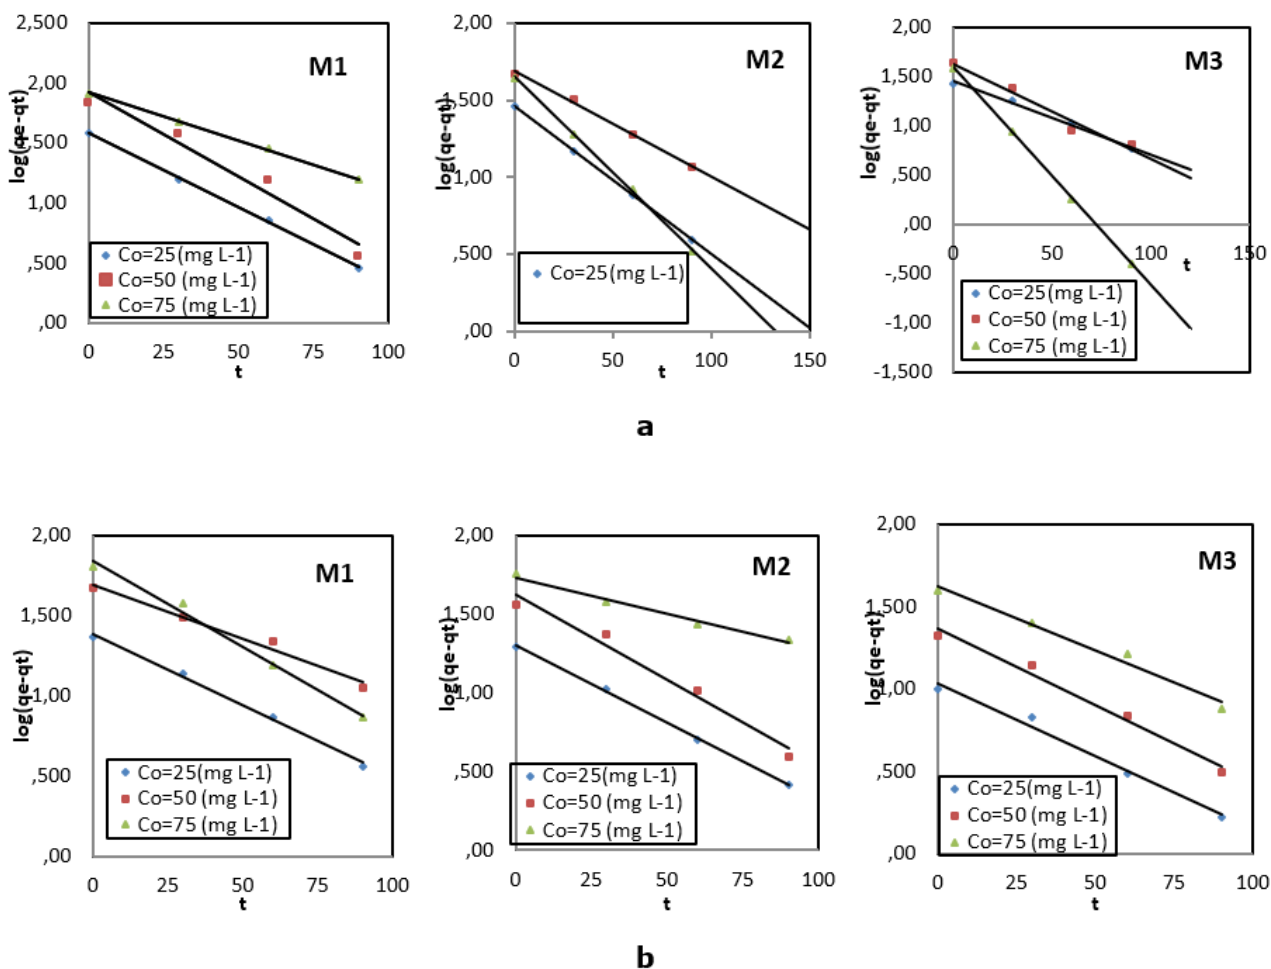 2,500
2,00
,500
1,00
,500
,00
log(qe-qt)
M1
Co=25(mg L-1)
Co=50 (mg L-1)
Co=75 (mg L-1)
0
25
50
75
100
t
2,00
1,500
1,00
,500
,00
log(qe-qt)
M2
Co=25(mg L-1)
0
50
100
150
t
2,00
1,500
1,00
,500
,00
-,500
-1,00
-1,500
log(qe-qt)
M3
0
50
100
150
t
Co=25(mg L-1)
Co=50 (mg L-1)
Co=75 (mg L-1)
a
2,00
1,500
1,00
,500
,00
log(qe-qt)
M1
Co=25(mg L-1)
Co=50 (mg L-1)
Co=75 (mg L-1)
0
25
50
75
100
t
2,00
1,500
1,00
,500
,00
log(qe-qt)
M2
Co=25(mg L-1)
Co=50 (mg L-1)
Co=75 (mg L-1)
0
25
50
75
100
t
2,00
1,500
1,00
,500
,00
log(qe-qt)
M3
Co=25(mg L-1)
Co=50 (mg L-1)
Co=75 (mg L-1)
0
25
50
75
100
t
b